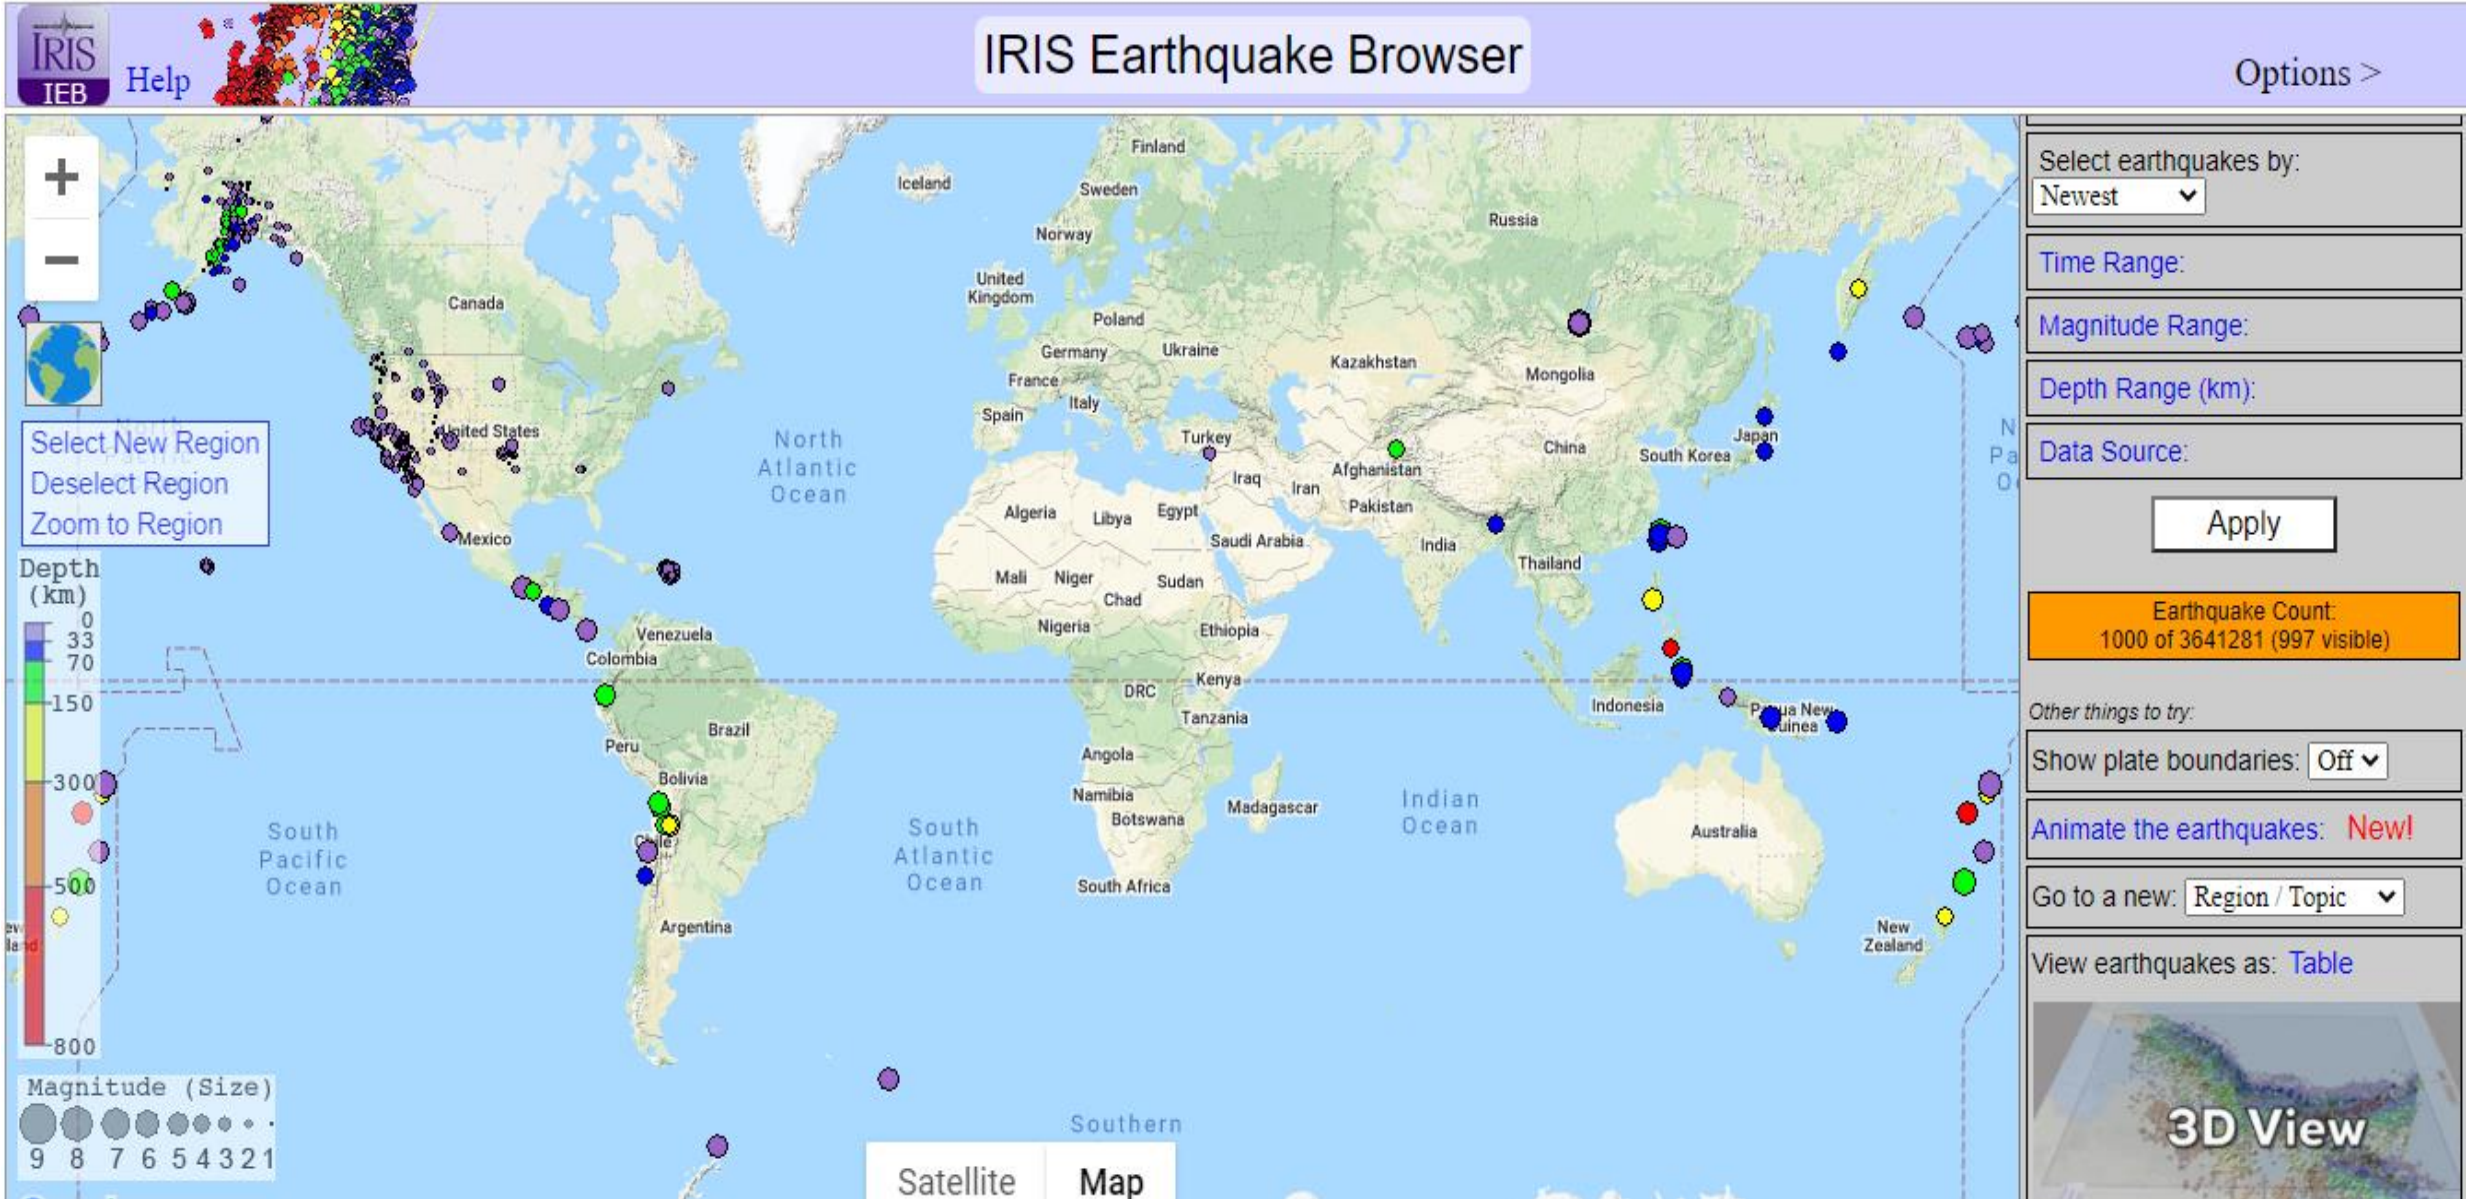 IRIS
IEB
Help
IRIS Earthquake Browser
Options >
+
−
Select New Region
Deselect Region
Zoom to Region
Depth
(km)
0
33
70
150
300
500
800
Magnitude (Size)
9 8 7 6 5 4 3 2 1
Finland
Iceland
Sweden
Russia
Norway
United
Kingdom
Canada
Poland
Germany
Ukraine
Kazakhstan
Mongolia
France
Italy
Spain
United States
North
Atlantic
Ocean
Turkey
China
Japan
South Korea
Afghanistan
Iraq
Iran
Pakistan
Algeria
Libya
Egypt
Mexico
Saudi Arabia
India
Thailand
Mali
Niger
Sudan
Chad
Nigeria
Ethiopia
Venezuela
Colombia
Kenya
DRC
Indonesia
Papua New
Guinea
Tanzania
Brazil
Peru
Angola
Bolivia
Namibia
Botswana
Madagascar
Indian
Ocean
South
Pacific
Ocean
Chile
South
Atlantic
Ocean
Australia
South Africa
Argentina
New
Zealand
Southern
Satellite
Map
Select earthquakes by:
Newest
Time Range:
Magnitude Range:
Depth Range (km):
Data Source:
Apply
Earthquake Count:
1000 of 3641281 (997 visible)
Other things to try:
Show plate boundaries: Off
Animate the earthquakes: New!
Go to a new: Region / Topic
View earthquakes as: Table
3D View